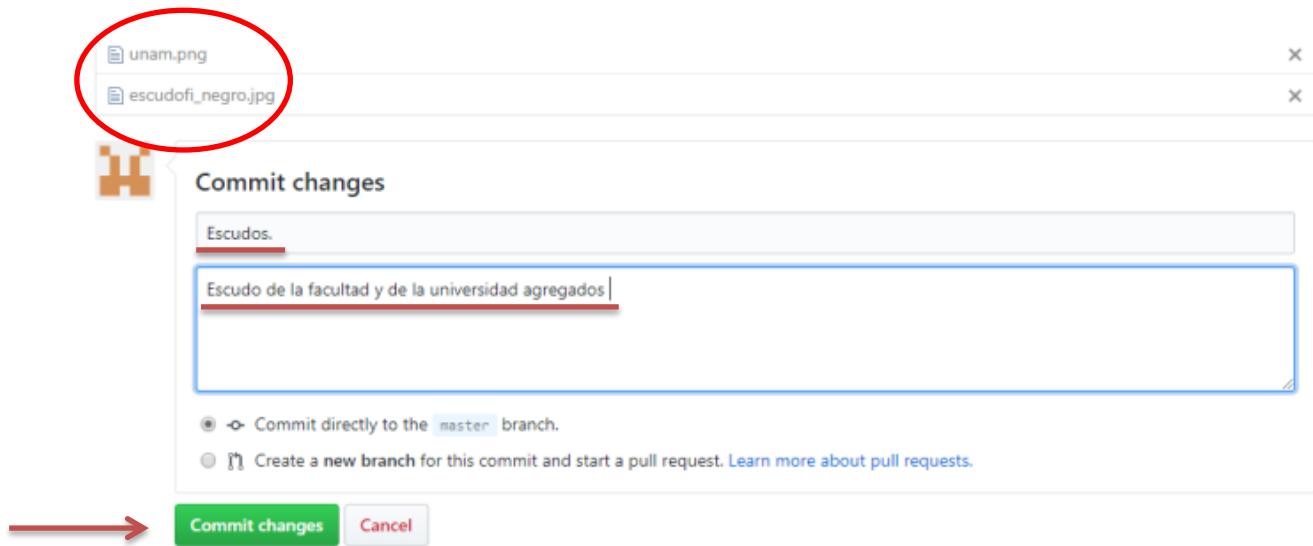 unam.png
escudofi_negro.jpg
Commit changes
Escudos.
Escudo de la facultad y de la universidad agregados
Commit directly to the master branch.
Create a new branch for this commit and start a pull request. Learn more about pull requests.
Commit changes Cancel